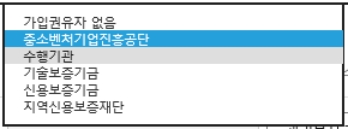 가입권유자 없음
중소벤처기업진흥공단
수행기관
기술보증기금
신용보증기금
지역신용보증재단